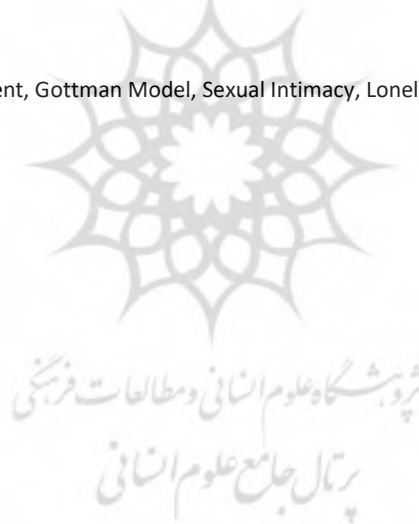 ent, Gottman Model, Sexual Intimacy, Lonel
پژوهشگاه علوم انسانی و مطالعات فرهنگی
پرتال جامع علوم انسانی